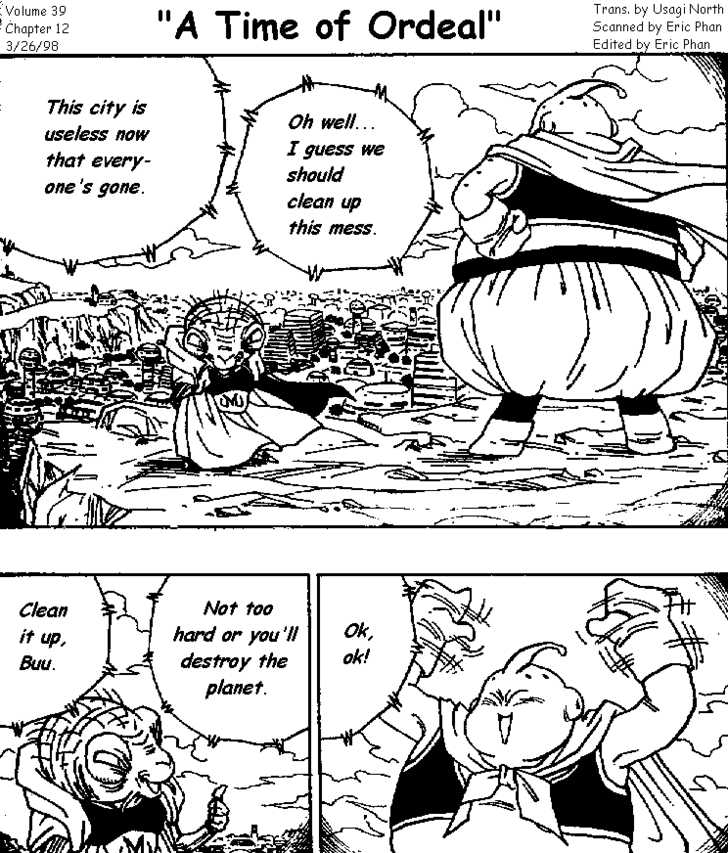 Volume 39
Chapter 12
3/26/98
"A Time of Ordeal"
Trans. by Usagi North
Scanned by Eric Phan
Edited by Eric Phan
This city is
useless now
that every-
one's gone.
Oh well...
I guess we
should
clean up
this mess.
M
Clean
it up,
Buu.
Not too
hard or you'll
destroy the
planet.
M
Ok,
ok!